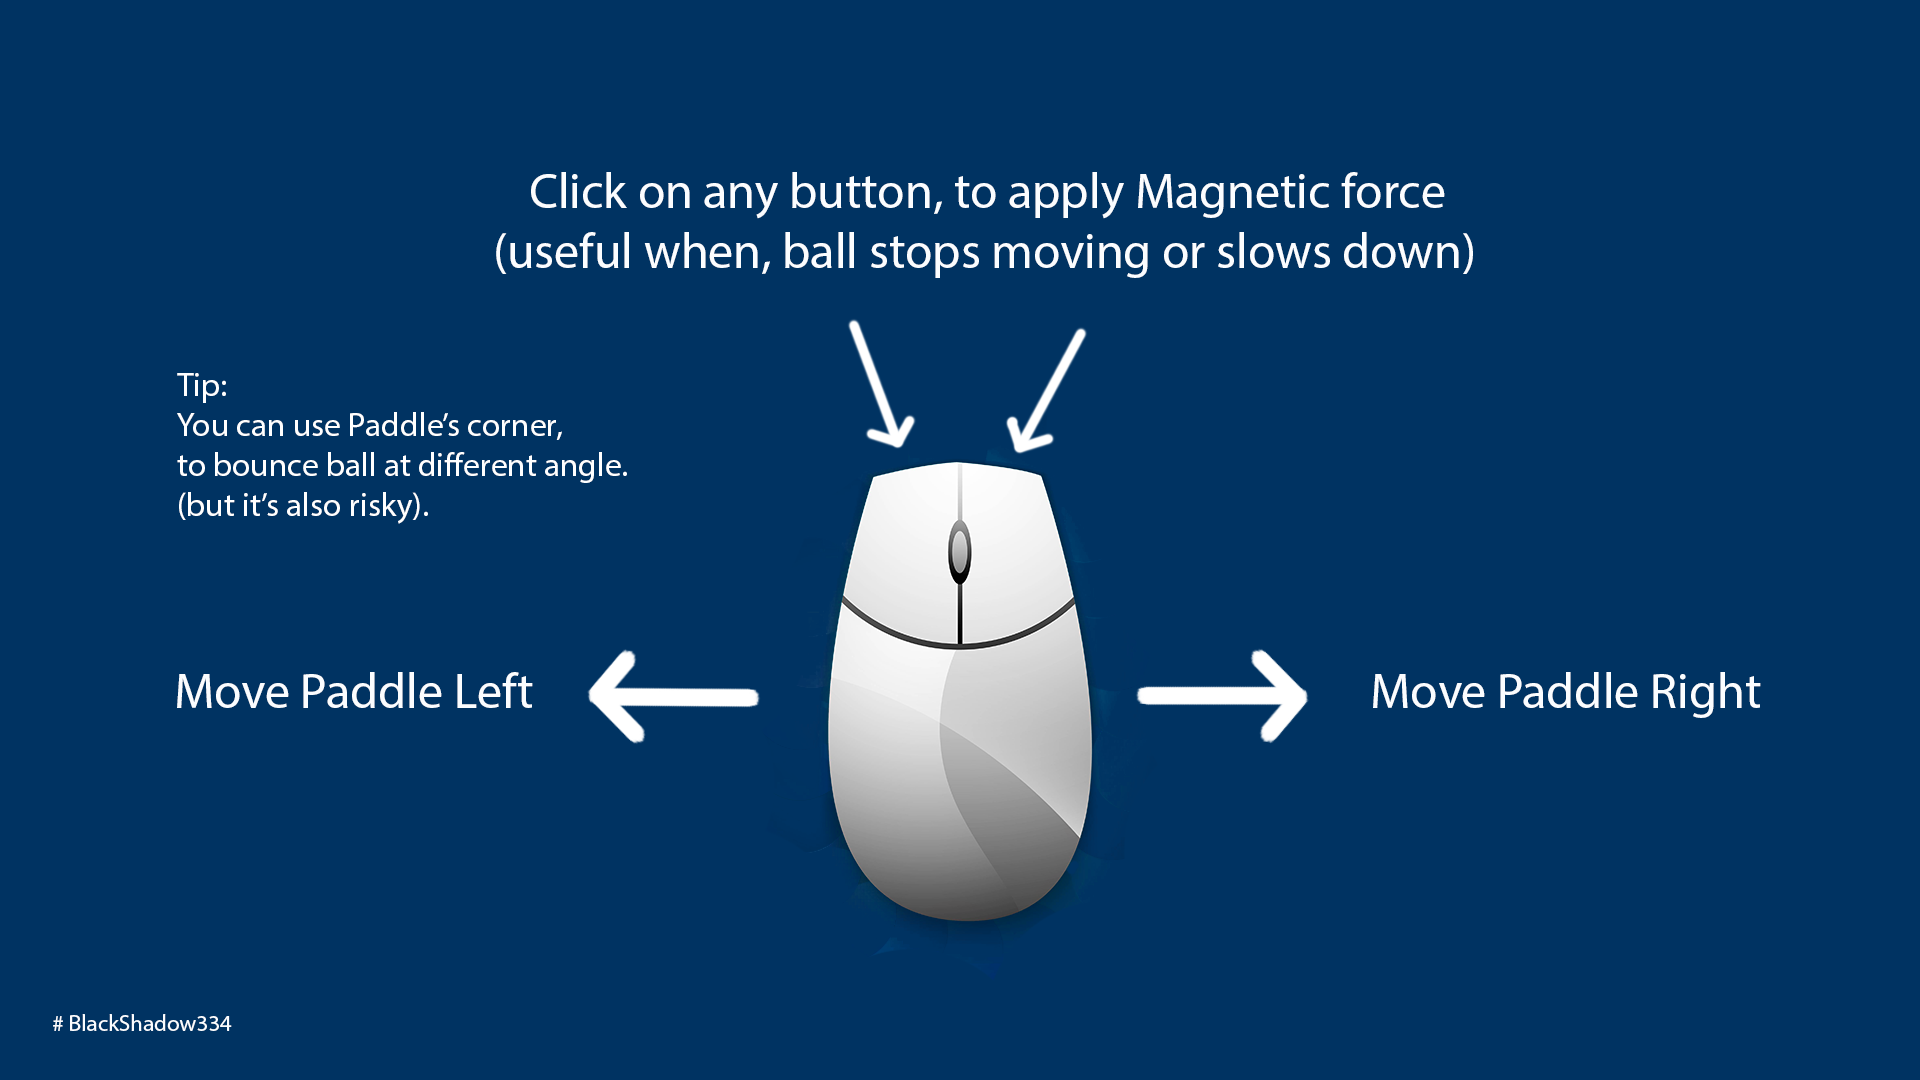 Click on any button, to apply Magnetic force
(useful when, ball stops moving or slows down)
Tip:
You can use Paddle’s corner,
to bounce ball at different angle.
(but it’s also risky).
Move Paddle Left
Move Paddle Right
# BlackShadow334